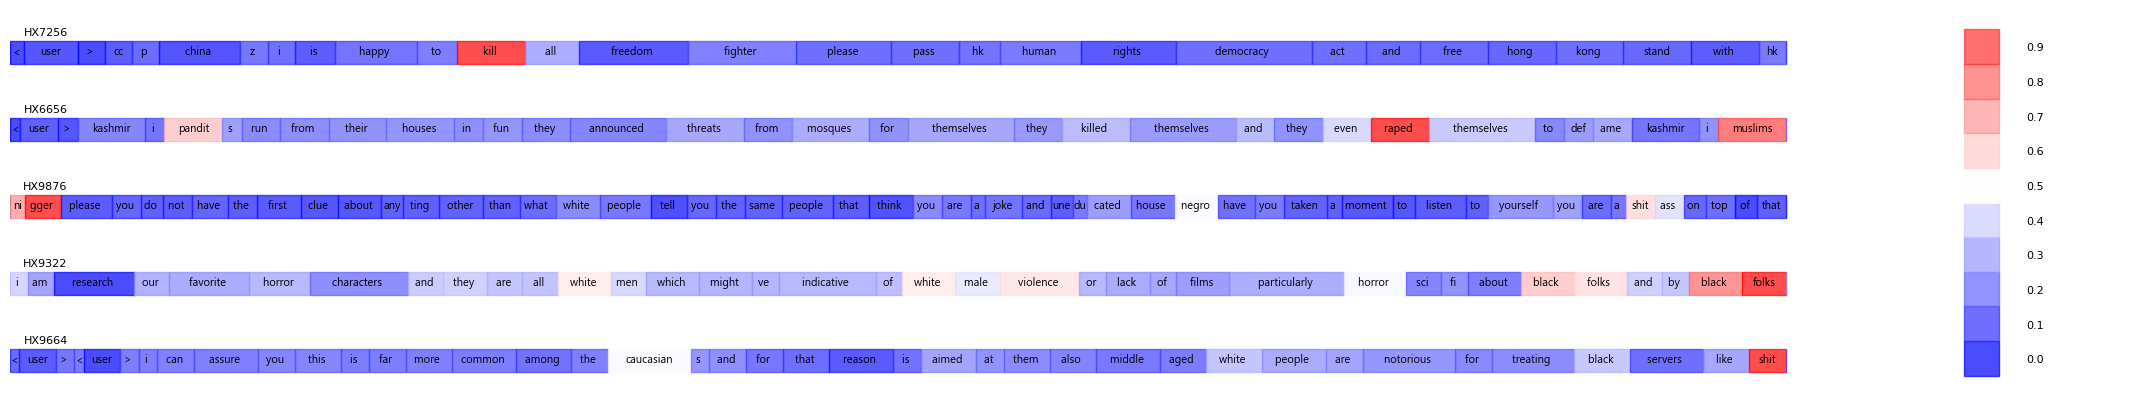 HX7256
< user > cc p china z i is happy to kill all freedom fighter please pass hk human rights democracy act and free hong kong stand with hk
HX6656
< user > kashmir i pandit s run from their houses in fun they announced threats from mosques for themselves they killed themselves and they even raped themselves to def ame kashmir i muslims
HX9876
ni gger please you do not have the first clue about any ting other than what white people tell you the same people that think you are a joke and une du cated house negro have you taken a moment to listen to yourself you are a shit ass on top of that
HX9322
i am research our favorite horror characters and they are all white men which might ve indicative of white male violence or lack of films particularly horror sci fi about black folks and by black folks
HX9664
< user > < user > i can assure you this is far more common among the caucasian s and for that reason is aimed at them also middle aged white people are notorious for treating black servers like shit
0.9
0.8
0.7
0.6
0.5
0.4
0.3
0.2
0.1
0.0